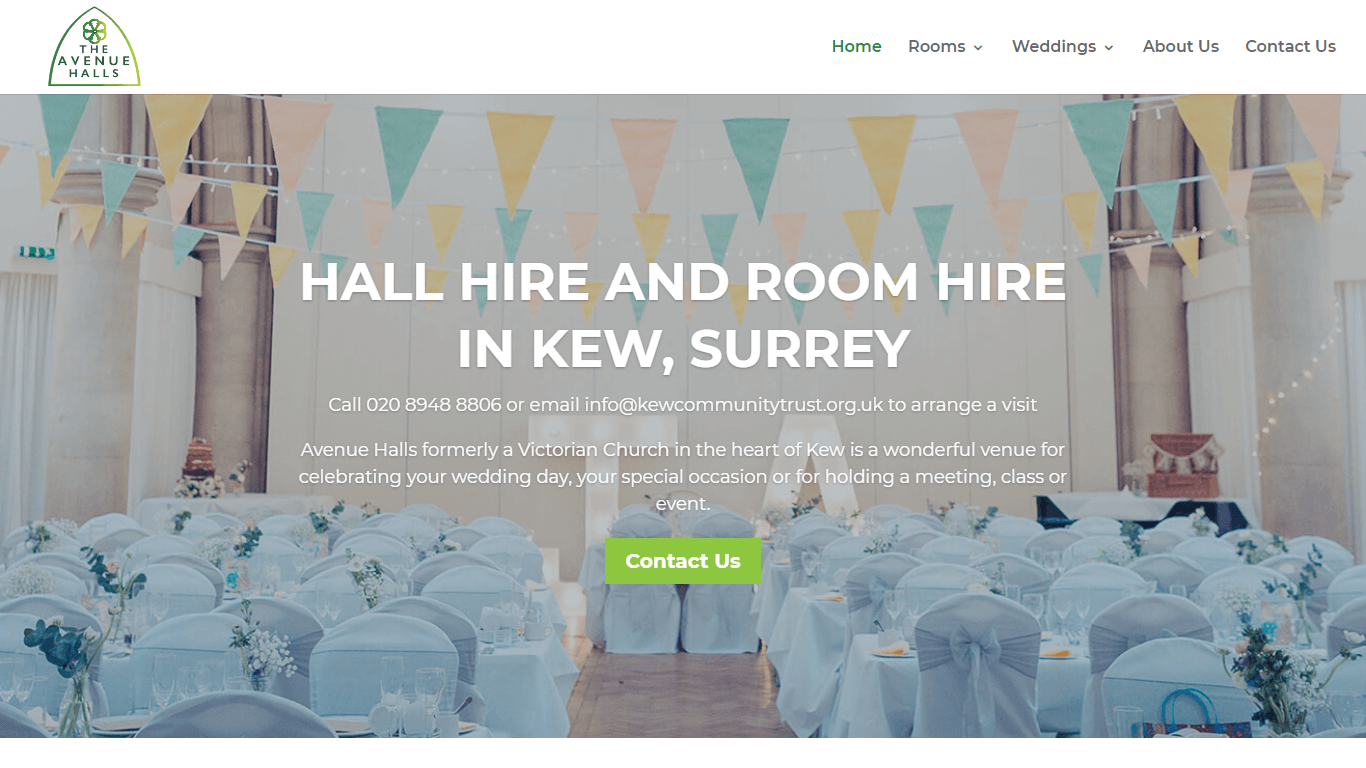 THE
AVENUE
HALLS
Home
Rooms
Weddings
About Us
Contact Us
HALL HIRE AND ROOM HIRE
IN KEW, SURREY
Call 020 8948 8806 or email info@kewcommunitytrust.org.uk to arrange a visit
Avenue Halls formerly a Victorian Church in the heart of Kew is a wonderful venue for
celebrating your wedding day, your special occasion or for holding a meeting, class or
event.
Contact Us